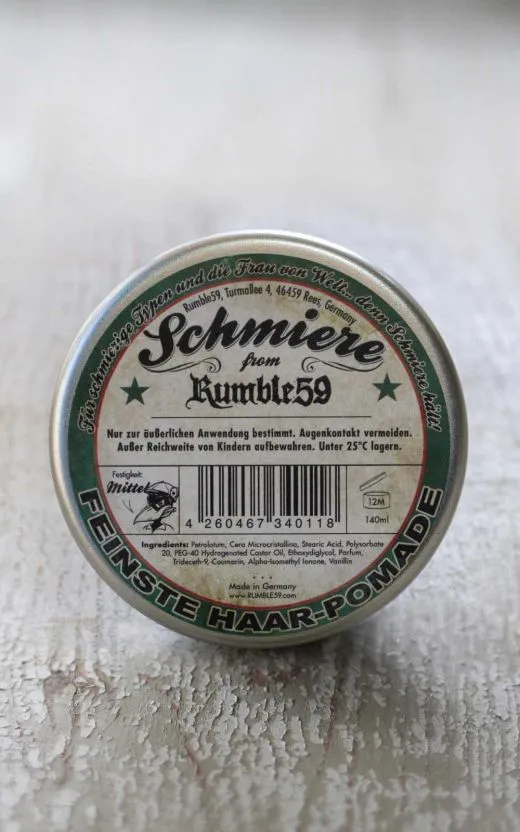 Für schmierige Typen und die Frau von Welt, denn Schmiere hält!
Rumble59, Turmallee 4, 46459 Rees, Germany
Schmiere
from
Rumble59
Nur zur äußerlichen Anwendung bestimmt. Augenkontakt vermeiden.
Außer Reichweite von Kindern aufbewahren. Unter 25°C lagern.
Festigkeit:
Mittel
4 260467 340118
12M
140ml
Ingredients: Petrolatum, Cera Microcristallina, Stearic Acid, Polysorbate
20, PEG-40 Hydrogenated Castor Oil, Ethoxydiglycol, Parfum,
Trideceth-9, Coumarin, Alpha-Isomethyl Ionone, Vanillin
Made in Germany
www.RUMBLE59.com
FEINSTE HAAR-POMADE